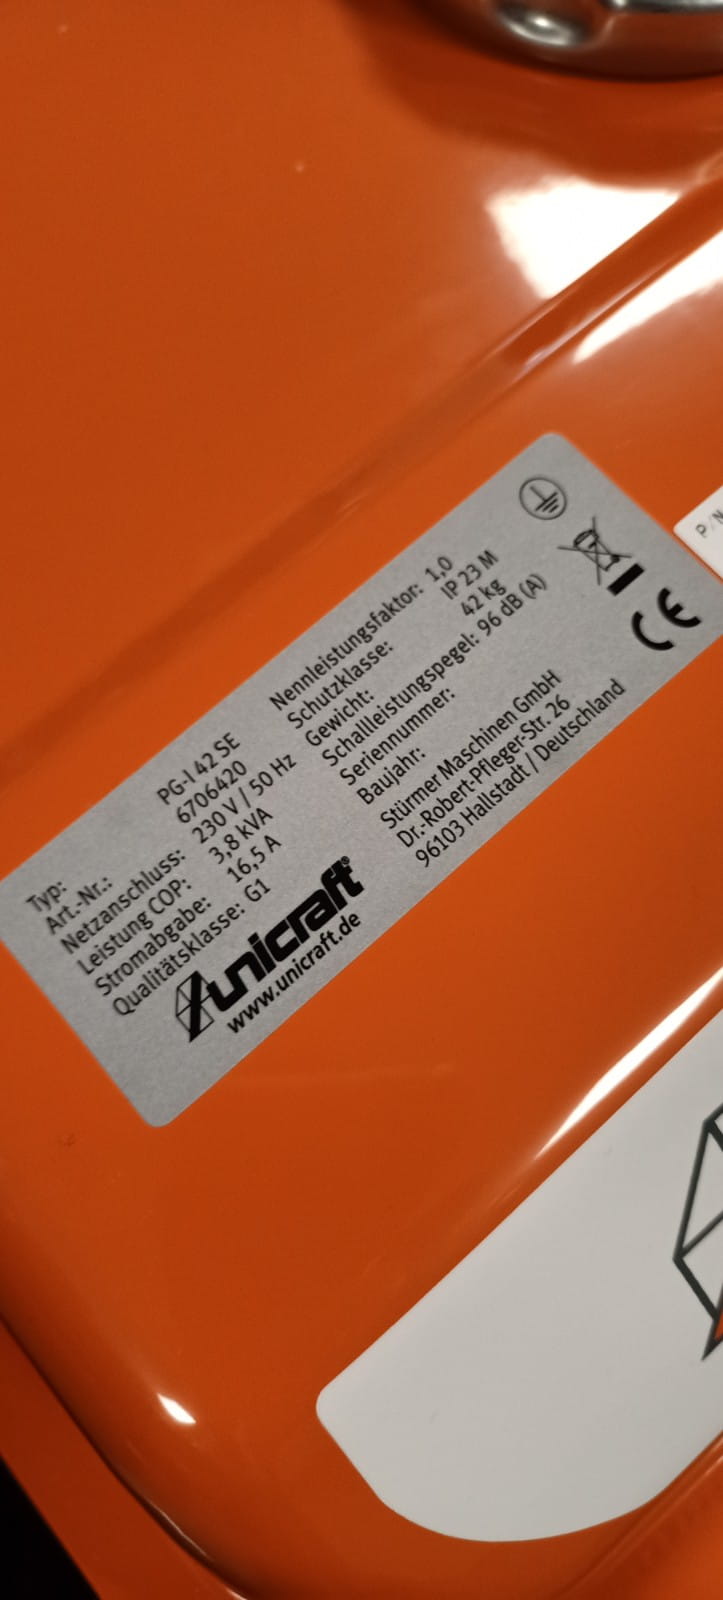 Typ: PG-I 42 SE
Art.-Nr.: 6706420
Netzanschluss: 230 V / 50 Hz
Leistung COP: 3,8 kVA
Stromabgabe: 16,5 A
Qualitätsklasse: G1
unicraft®
www.unicraft.de
Nennleistungsfaktor: 1,0
Schutzklasse: IP 23 M
Gewicht: 42 kg
Schallleistungspegel: 96 dB (A)
Seriennummer:
Baujahr:
Stürmer Maschinen GmbH
Dr.-Robert-Pfleger-Str. 26
96103 Hallstadt / Deutschland
CE
P/N